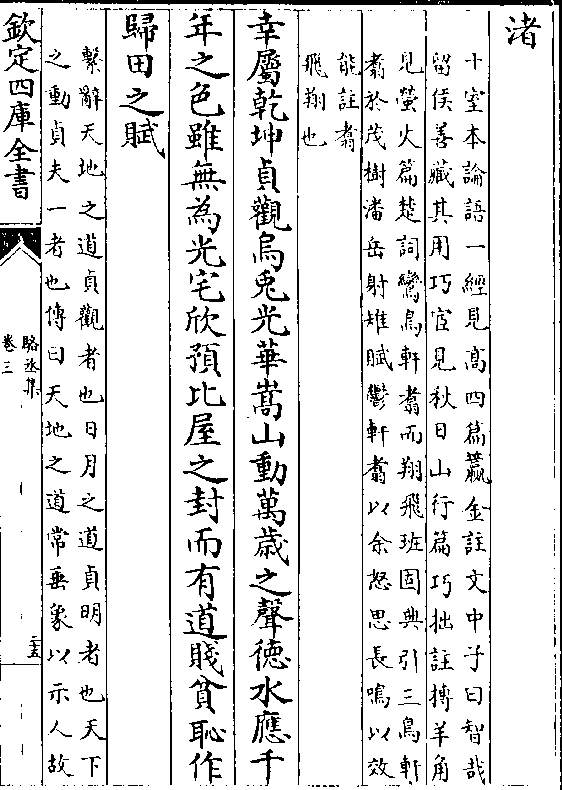 渚
十室本論語一經見髙四篇籯金註文中子曰智哉
留侯善藏其用巧宦見秋日山行篇巧拙註摶羊角
見螢火篇楚詞鸞鳥軒翥而翔飛班固典引三鳥軒
翥於茂樹潘岳射雉賦鬱軒翥以余怒思長鳴以效
能註翥
飛翔也
幸屬乾坤貞觀烏兎光華嵩山動萬歳之聲德水應千
年之色雖無為光宅欣預比屋之封而有道賤貧恥作
歸田之賦
繫辭天地之道貞觀者也日月之道貞明者也天下
之動貞夫一者也傳曰天地之道常垂象以示人故
欽定四庫全書
駱丞集
卷三
三五